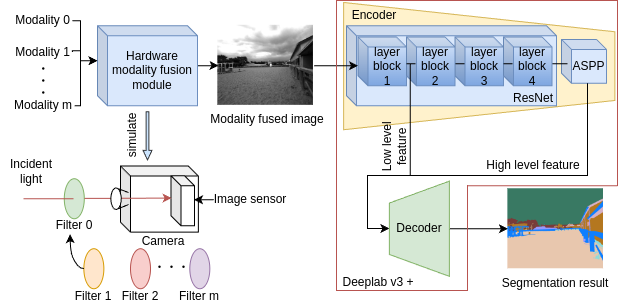 Modality 0
Modality 1
Modality m
Hardware
modality fusion
module
Modality fused image
Encoder
layer
block
1
layer
block
2
layer
block
3
layer
block
4
ResNet
ASPP
simulate
Low level
feature
High level feature
Incident
light
Filter 0
Image sensor
Camera
Filter 1
Filter 2
Filter m
Decoder
Deeplab v3 +
Segmentation result